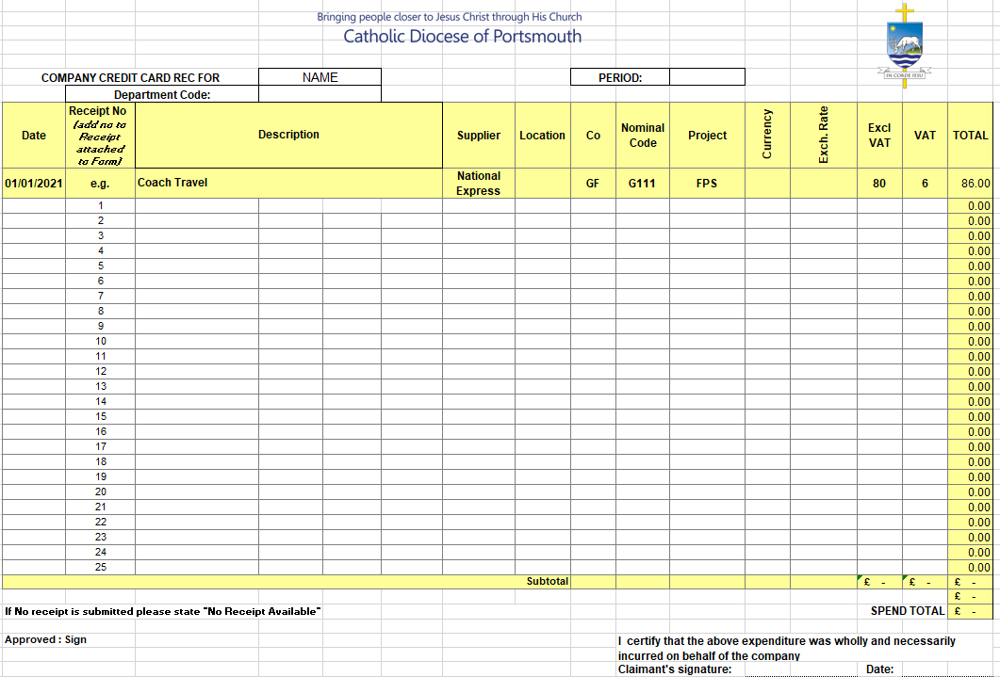 Bringing people closer to Jesus Christ through His Church
Catholic Diocese of Portsmouth
IN CORDE IESU
COMPANY CREDIT CARD REC FOR NAME PERIOD:
Department Code:
Date Receipt No (add no to Receipt attached to Form) Description Supplier Location Co Nominal Code Project Currency Exch. Rate Excl VAT VAT TOTAL
01/01/2021 e.g. Coach Travel National Express GF G111 FPS 80 6 86.00
1 0.00
2 0.00
3 0.00
4 0.00
5 0.00
6 0.00
7 0.00
8 0.00
9 0.00
10 0.00
11 0.00
12 0.00
13 0.00
14 0.00
15 0.00
16 0.00
17 0.00
18 0.00
19 0.00
20 0.00
21 0.00
22 0.00
23 0.00
24 0.00
25 0.00
Subtotal £ - £ - £ -
£ -
If No receipt is submitted please state "No Receipt Available" SPEND TOTAL £ -
Approved : Sign
I certify that the above expenditure was wholly and necessarily
incurred on behalf of the company
Claimant's signature: Date: